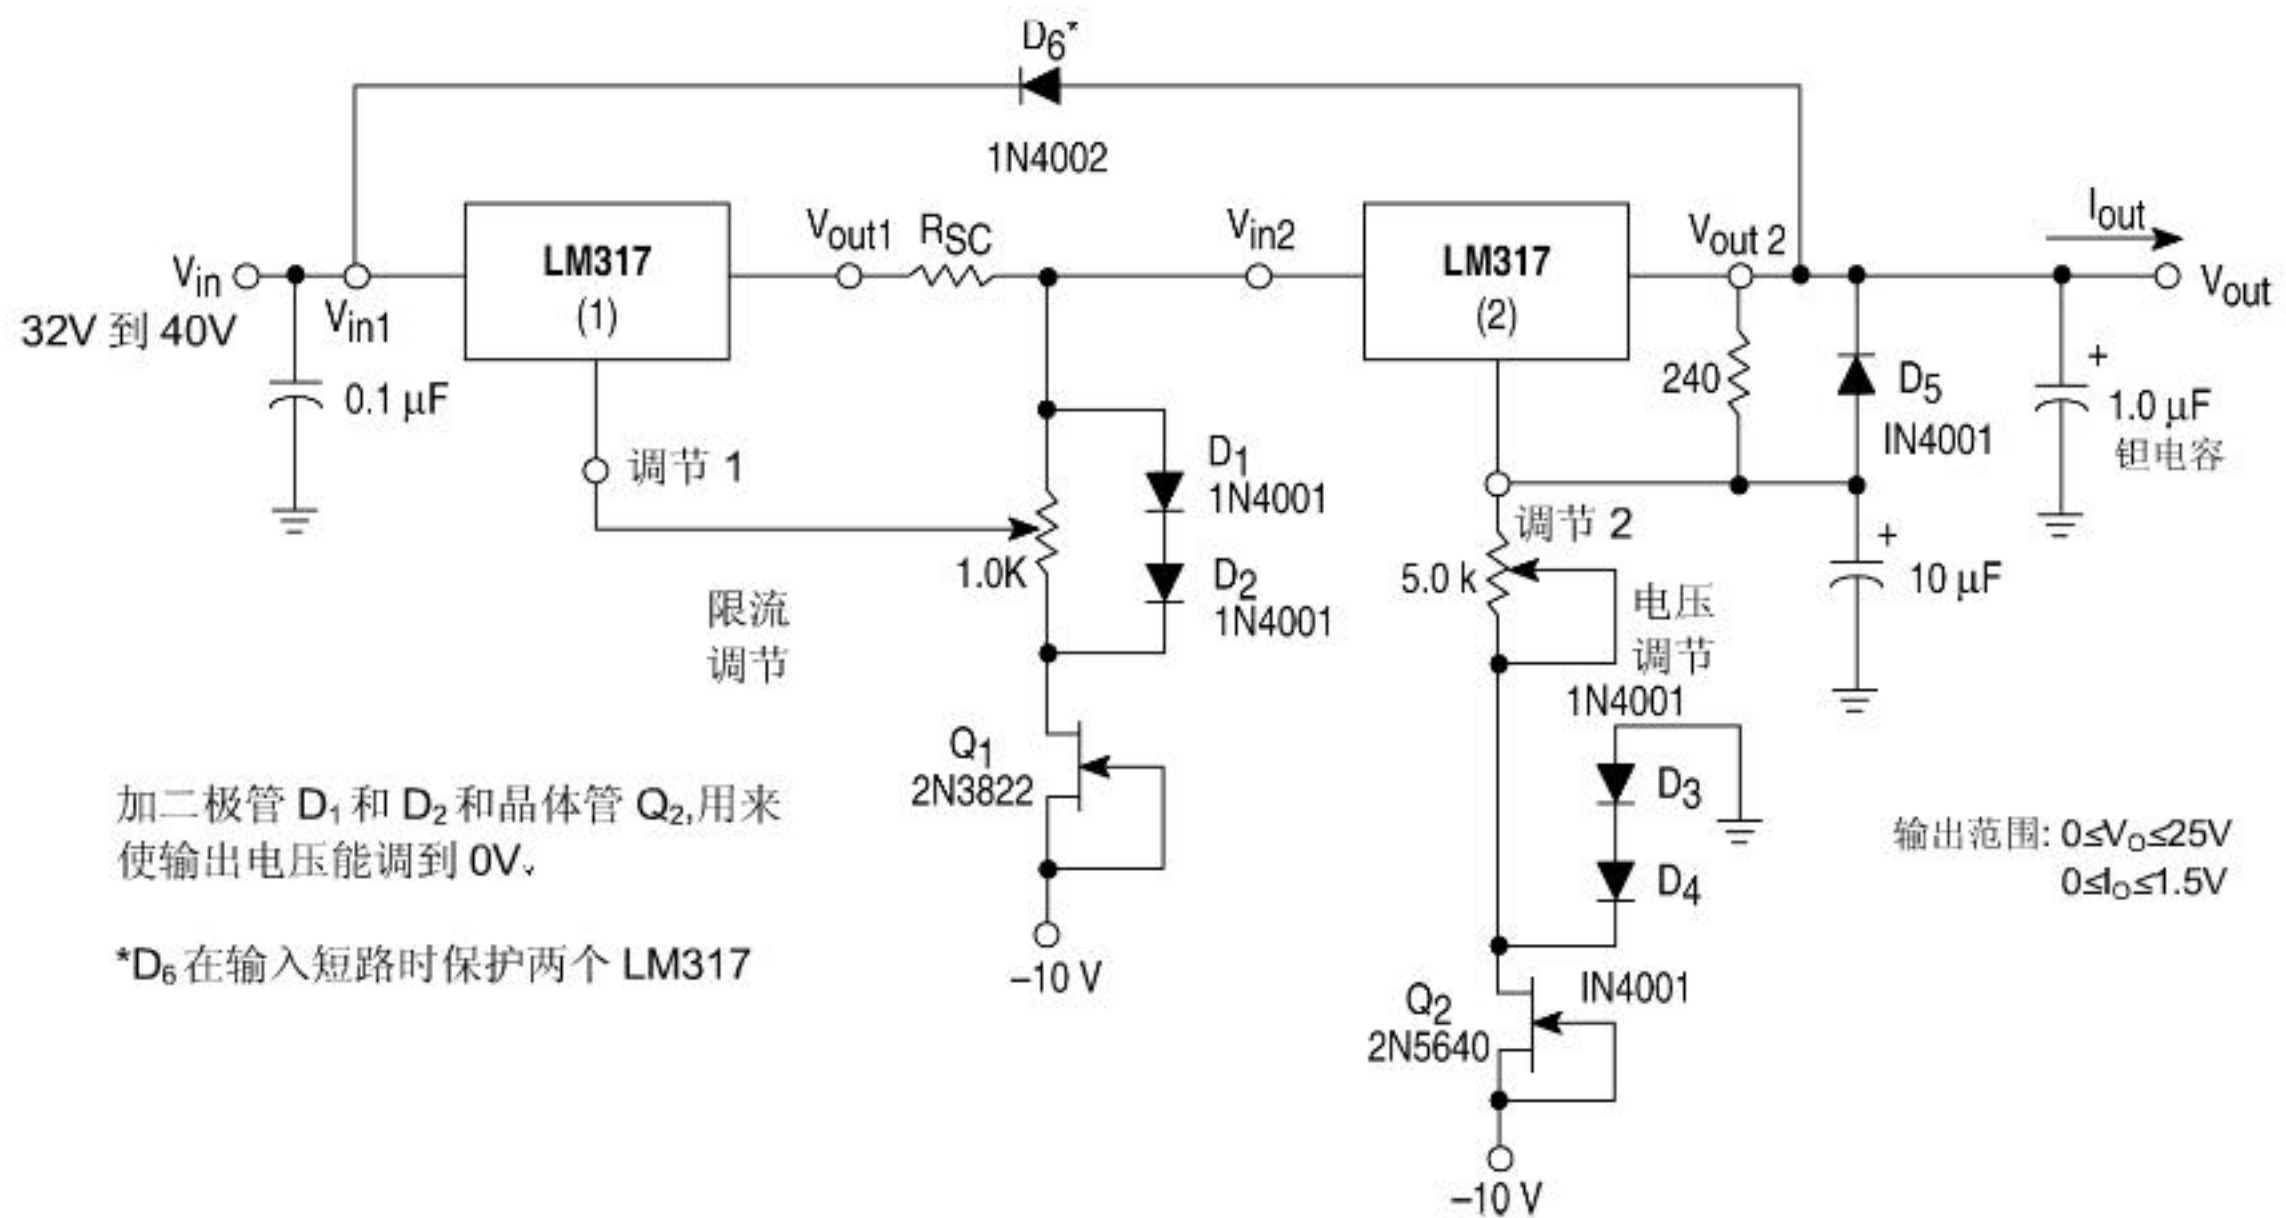 D6*
1N4002
Vin
32V 到 40V
Vin1
LM317
(1)
Vout1
RSC
Vin2
LM317
(2)
Vout 2
Iout
Vout
0.1 μF
调节 1
1.0K
限流
调节
D1
1N4001
D2
1N4001
240
D5
IN4001
+
1.0 μF
钽电容
调节 2
5.0 k
电压
调节
+
10 μF
1N4001
D3
D4
IN4001
Q1
2N3822
–10 V
Q2
2N5640
–10 V
加二极管 D1 和 D2 和晶体管 Q2,用来
使输出电压能调到 0V。
*D6 在输入短路时保护两个 LM317
输出范围: 0≤VO≤25V
0≤IO≤1.5V